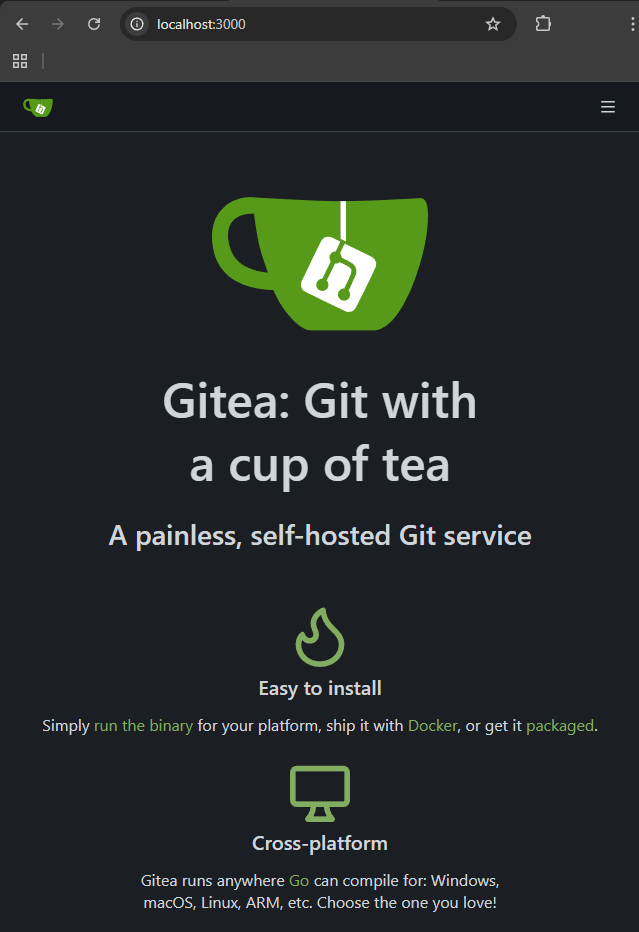 localhost:3000
Gitea: Git with
a cup of tea
A painless, self-hosted Git service
Easy to install
Simply run the binary for your platform, ship it with Docker, or get it packaged.
Cross-platform
Gitea runs anywhere Go can compile for: Windows,
macOS, Linux, ARM, etc. Choose the one you love!